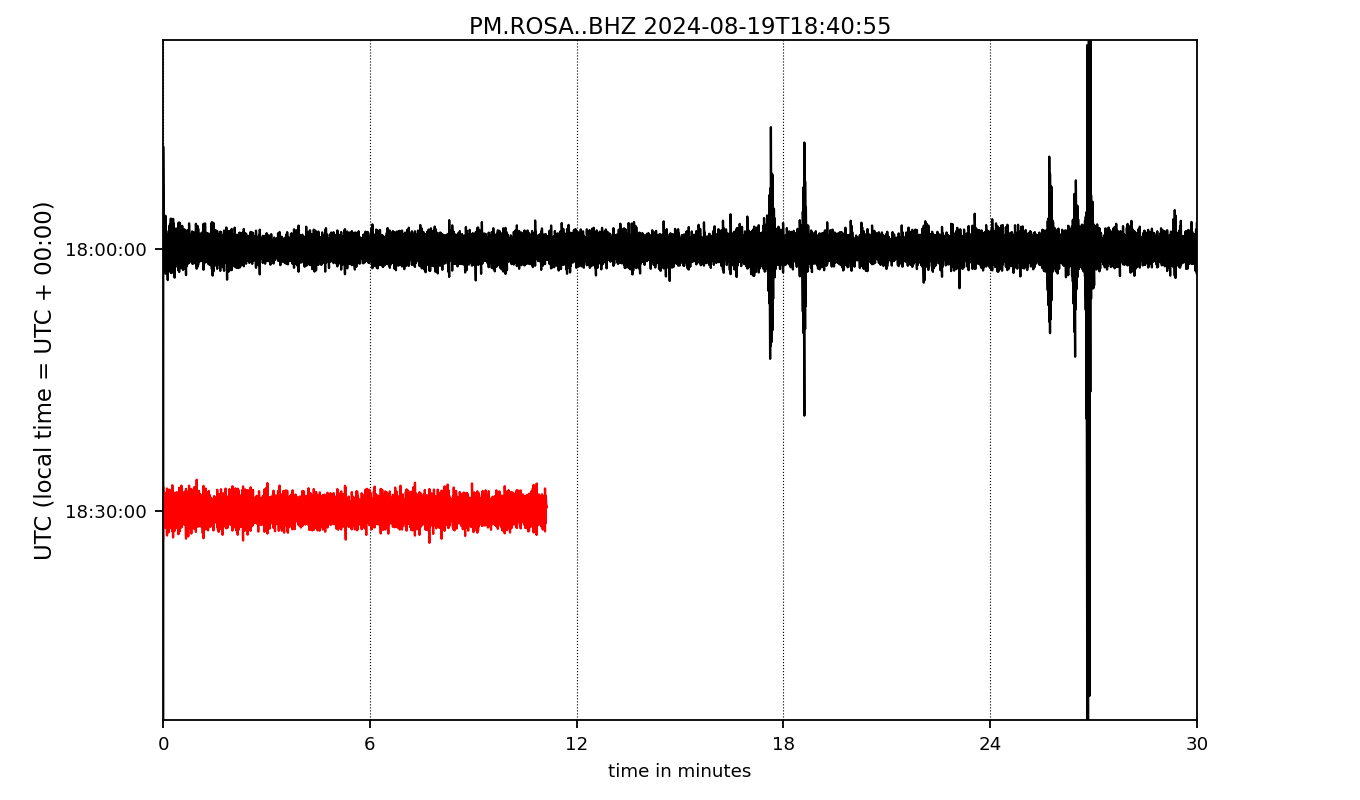 PM.ROSA..BHZ 2024-08-19T18:40:55
UTC (local time = UTC + 00:00)
18:00:00
18:30:00
0 6 12 18 24 30
time in minutes